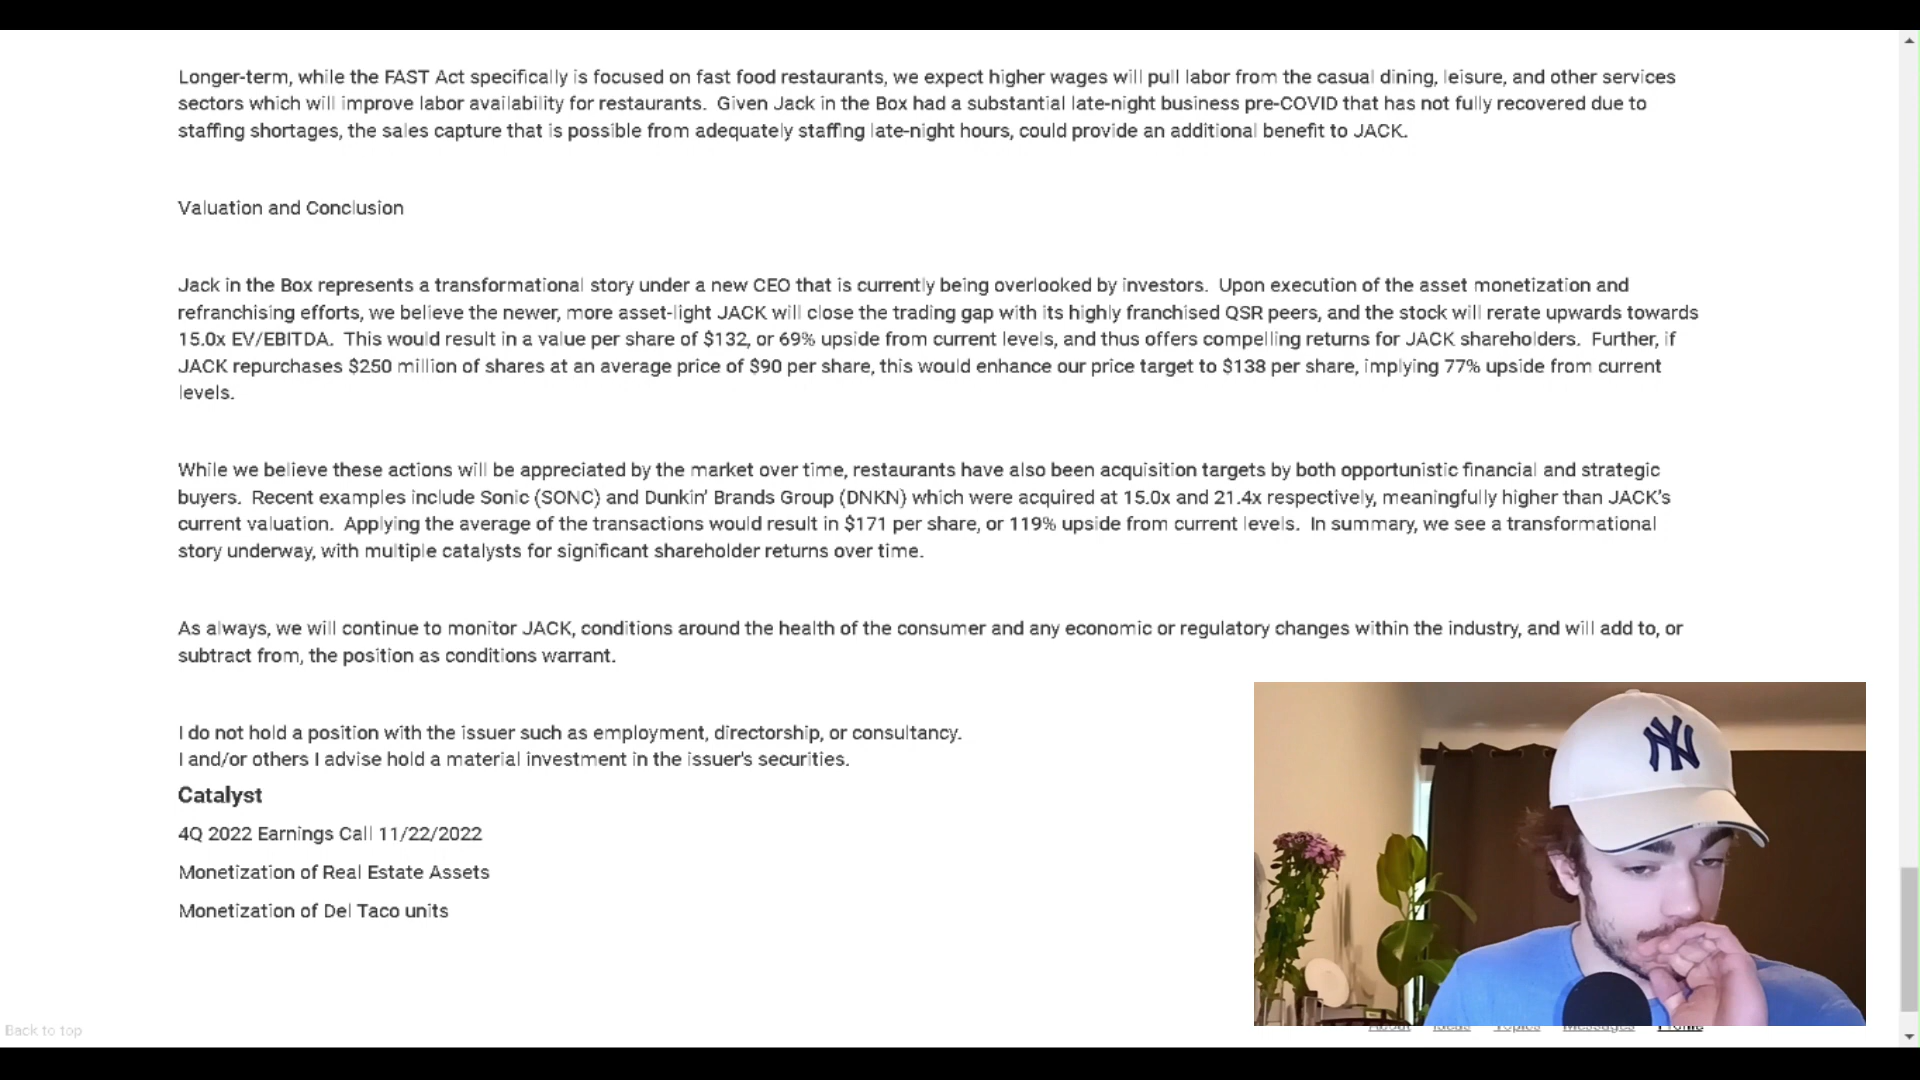 Longer-term, while the FAST Act specifically is focused on fast food restaurants, we expect higher wages will pull labor from the casual dining, leisure, and other services
sectors which will improve labor availability for restaurants.  Given Jack in the Box had a substantial late-night business pre-COVID that has not fully recovered due to
staffing shortages, the sales capture that is possible from adequately staffing late-night hours, could provide an additional benefit to JACK.
Valuation and Conclusion
Jack in the Box represents a transformational story under a new CEO that is currently being overlooked by investors.  Upon execution of the asset monetization and
refranchising efforts, we believe the newer, more asset-light JACK will close the trading gap with its highly franchised QSR peers, and the stock will rerate upwards towards
15.0x EV/EBITDA.  This would result in a value per share of $132, or 69% upside from current levels, and thus offers compelling returns for JACK shareholders.  Further, if
JACK repurchases $250 million of shares at an average price of $90 per share, this would enhance our price target to $138 per share, implying 77% upside from current
levels.
While we believe these actions will be appreciated by the market over time, restaurants have also been acquisition targets by both opportunistic financial and strategic
buyers.  Recent examples include Sonic (SONC) and Dunkin’ Brands Group (DNKN) which were acquired at 15.0x and 21.4x respectively, meaningfully higher than JACK’s
current valuation.  Applying the average of the transactions would result in $171 per share, or 119% upside from current levels.  In summary, we see a transformational
story underway, with multiple catalysts for significant shareholder returns over time.
As always, we will continue to monitor JACK, conditions around the health of the consumer and any economic or regulatory changes within the industry, and will add to, or
subtract from, the position as conditions warrant.
I do not hold a position with the issuer such as employment, directorship, or consultancy.
I and/or others I advise hold a material investment in the issuer's securities.
Catalyst
4Q 2022 Earnings Call 11/22/2022
Monetization of Real Estate Assets
Monetization of Del Taco units
NY
Back to top